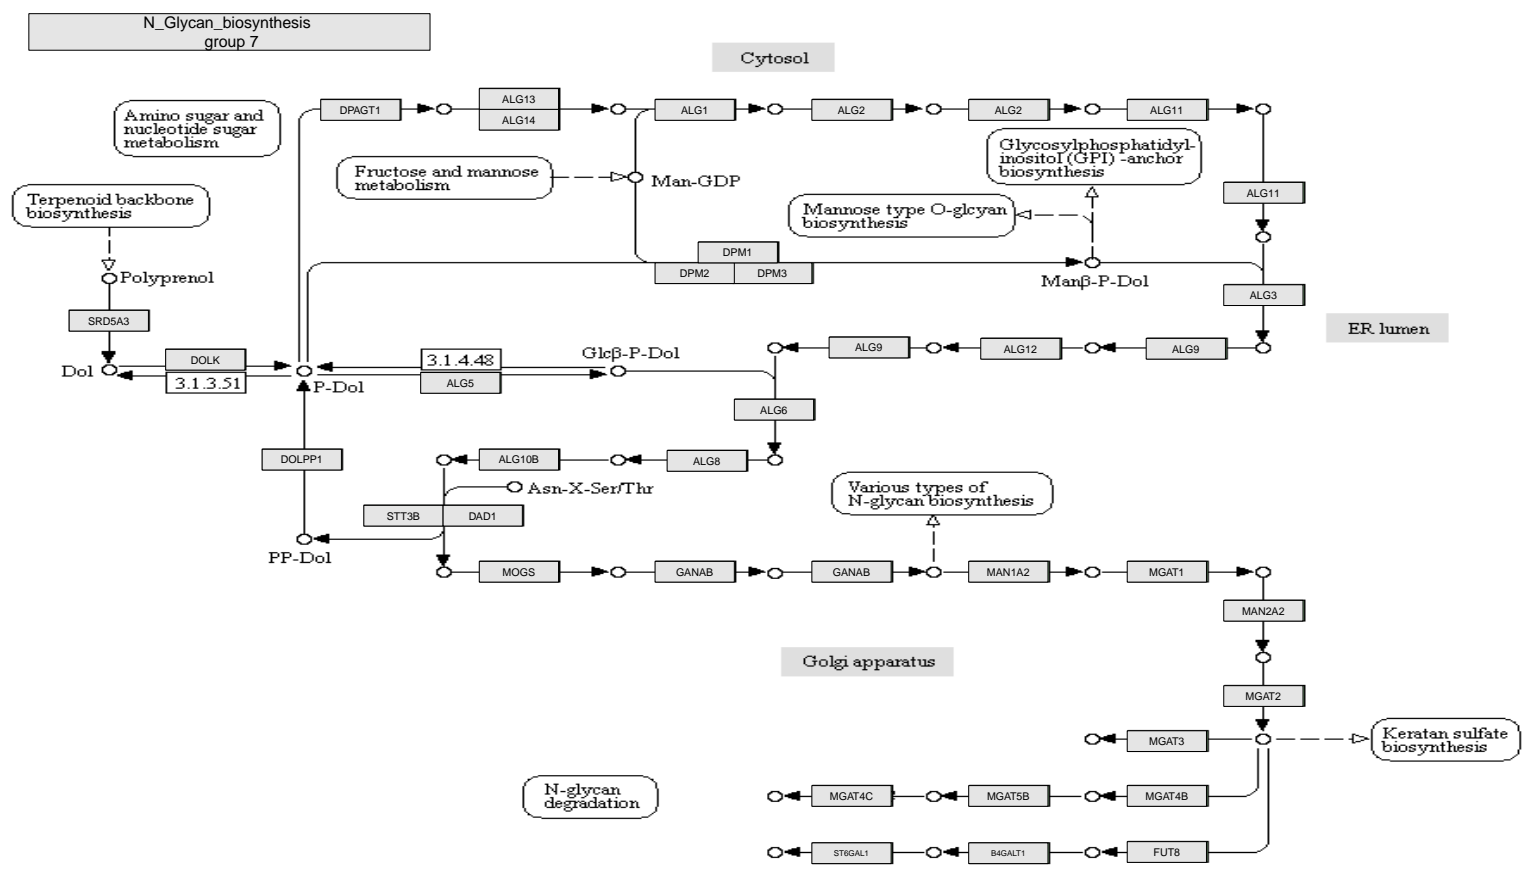 N_Glycan_biosynthesis
group 7
Cytosol
Amino sugar and
nucleotide sugar
metabolism
DPAGT1
ALG13
ALG14
ALG1
ALG2
ALG2
ALG11
Fructose and mannose
metabolism
Man-GDP
Glycosylphosphatidyl-
inositol (GPI) -anchor
biosynthesis
Terpenoid backbone
biosynthesis
Mannose type O-glcyan
biosynthesis
ALG11
DPM1
DPM2
DPM3
Polyprenol
Manβ-P-Dol
ALG3
SRD5A3
ER lumen
ALG9
ALG12
ALG9
Dol
DOLK
3.1.3.51
P-Dol
3.1.4.48
ALG5
Glcβ-P-Dol
ALG6
DOLPP1
ALG10B
ALG8
Asn-X-Ser/Thr
Various types of
N-glycan biosynthesis
STT3B
DAD1
PP-Dol
MOGS
GANAB
GANAB
MAN1A2
MGAT1
MAN2A2
Golgi apparatus
MGAT2
MGAT3
Keratan sulfate
biosynthesis
N-glycan
degradation
MGAT4C
MGAT5B
MGAT4B
ST6GAL1
B4GALT1
FUT8